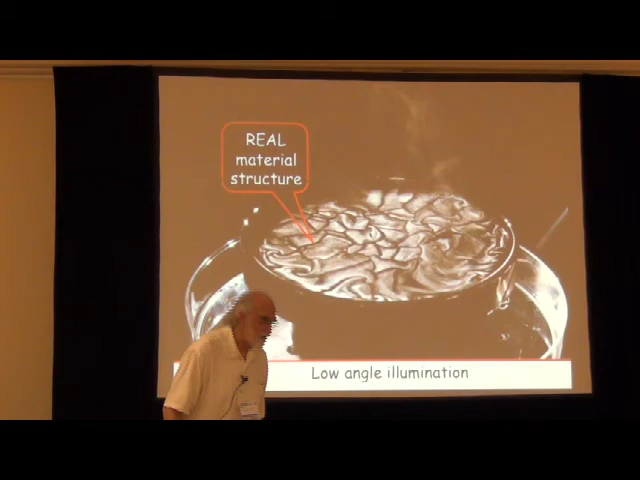 REAL
material
structure
Low angle illumination